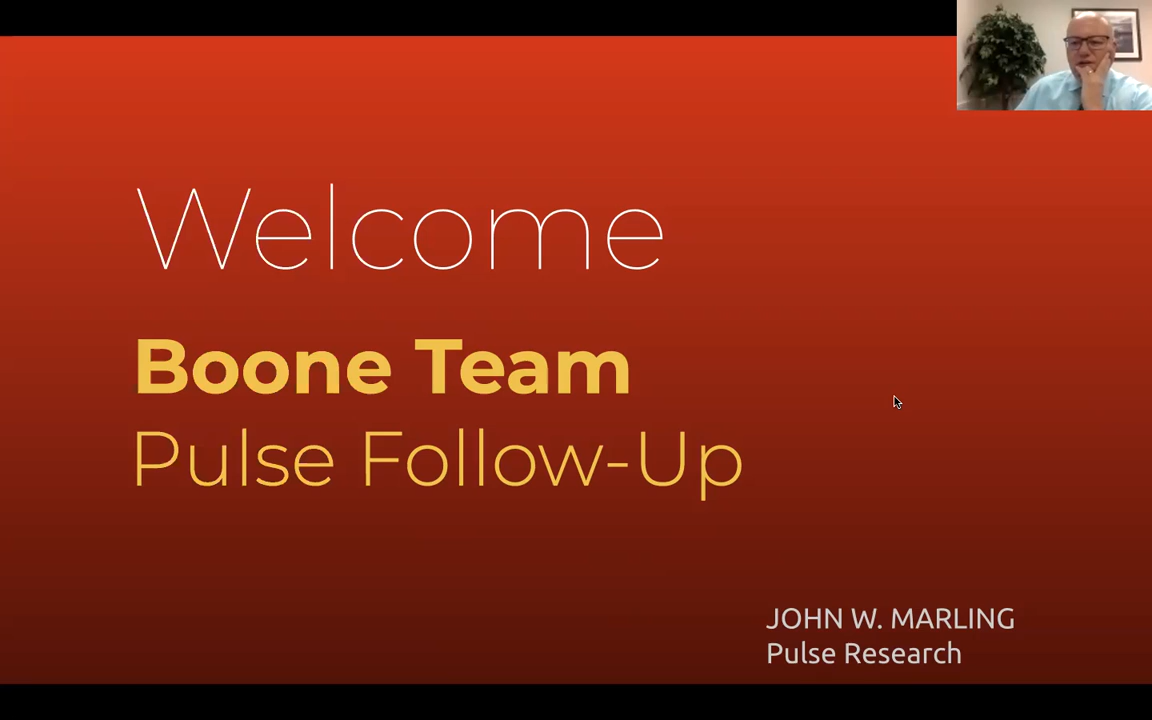 Welcome
Boone Team
Pulse Follow-Up
JOHN W. MARLING
Pulse Research